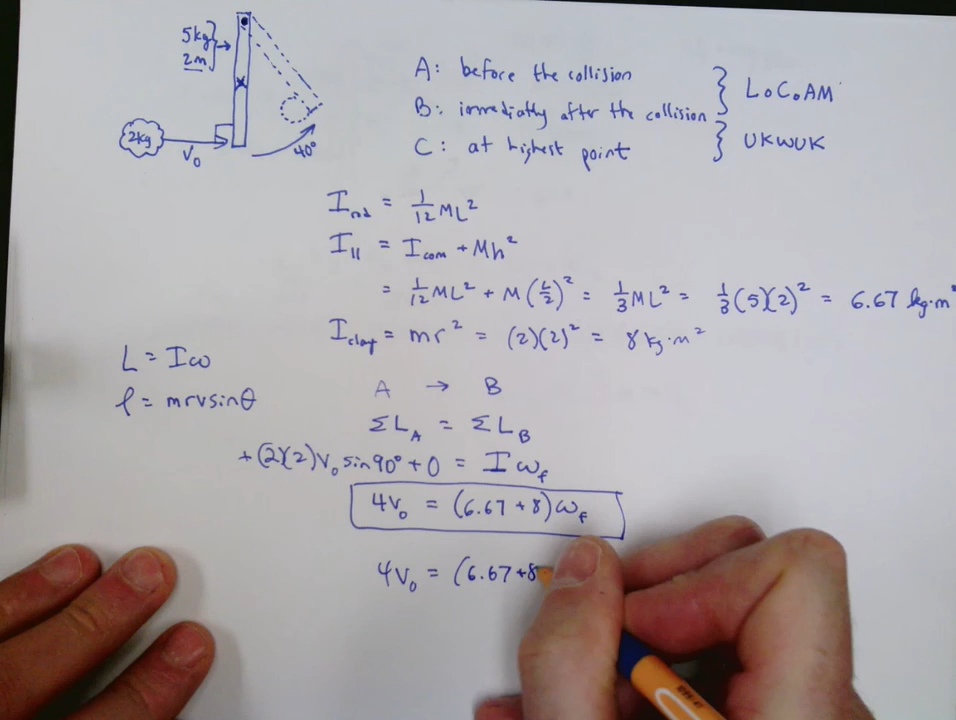 5kg
2m
2kg
V₀
40°
A: before the collision
B: immediately after the collision
LoCoAM
C: at highest point
UKWUK
I_rod = 1/12 ML²
I_11 = I_com + Mh²
= 1/12 ML² + M(L/2)² = 1/3 ML² = 1/3 (5)(2)² = 6.67 kg·m²
I_clay = mr² = (2)(2)² = 8 kg·m²
L = Iω
ℓ = mrvsinθ
A → B
ΣL_A = ΣL_B
+(2)(2)V₀ sin90° + 0 = I ω_f
4V₀ = (6.67 + 8)ω_f
4V₀ = (6.67+8